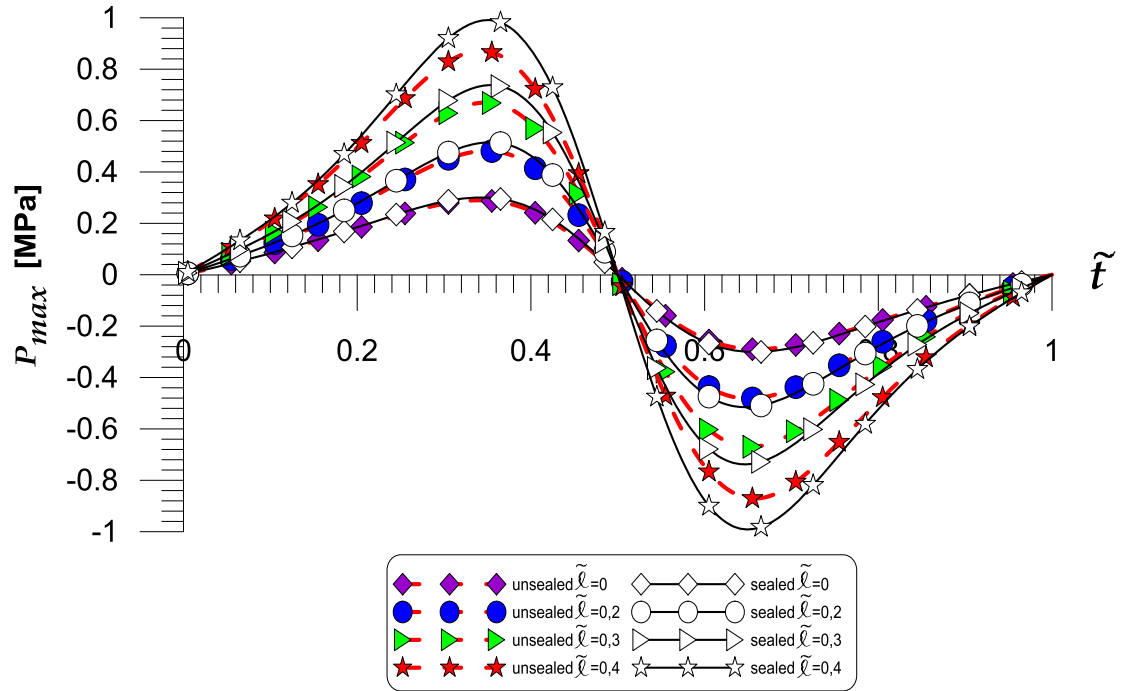 1
0.8
0.6
0.4
0.2
0
-0.2
-0.4
-0.6
-0.8
-1
P_max [MPa]
0 0.2 0.4 0.6 0.8 1
t̃
unsealed ℓ̃=0 sealed ℓ̃=0
unsealed ℓ̃=0,2 sealed ℓ̃=0,2
unsealed ℓ̃=0,3 sealed ℓ̃=0,3
unsealed ℓ̃=0,4 sealed ℓ̃=0,4